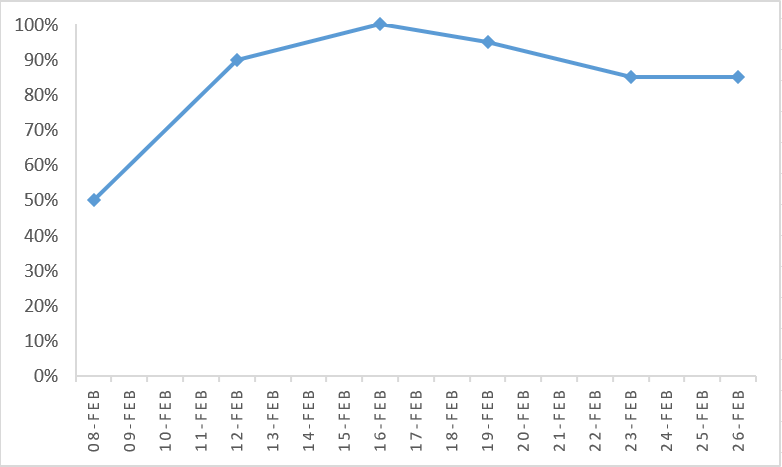 100%
90%
80%
70%
60%
50%
40%
30%
20%
10%
0%
08-FEB
09-FEB
10-FEB
11-FEB
12-FEB
13-FEB
14-FEB
15-FEB
16-FEB
17-FEB
18-FEB
19-FEB
20-FEB
21-FEB
22-FEB
23-FEB
24-FEB
25-FEB
26-FEB